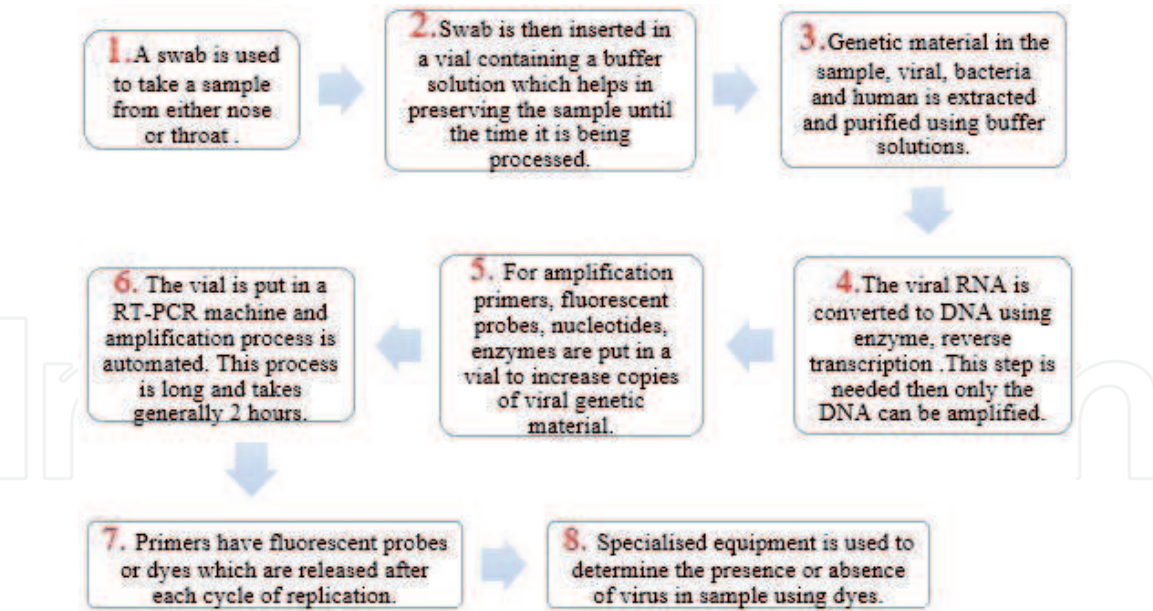 1.A swab is used
to take a sample
from either nose
or throat .
2.Swab is then inserted in
a vial containing a buffer
solution which helps in
preserving the sample until
the time it is being
processed.
3.Genetic material in the
sample, viral, bacteria
and human is extracted
and purified using buffer
solutions.
4.The viral RNA is
converted to DNA using
enzyme, reverse
transcription .This step is
needed then only the
DNA can be amplified.
5. For amplification
primers, fluorescent
probes, nucleotides,
enzymes are put in a
vial to increase copies
of viral genetic
material.
6. The vial is put in a
RT-PCR machine and
amplification process is
automated. This process
is long and takes
generally 2 hours.
7. Primers have fluorescent probes
or dyes which are released after
each cycle of replication.
8. Specialised equipment is used to
determine the presence or absence
of virus in sample using dyes.